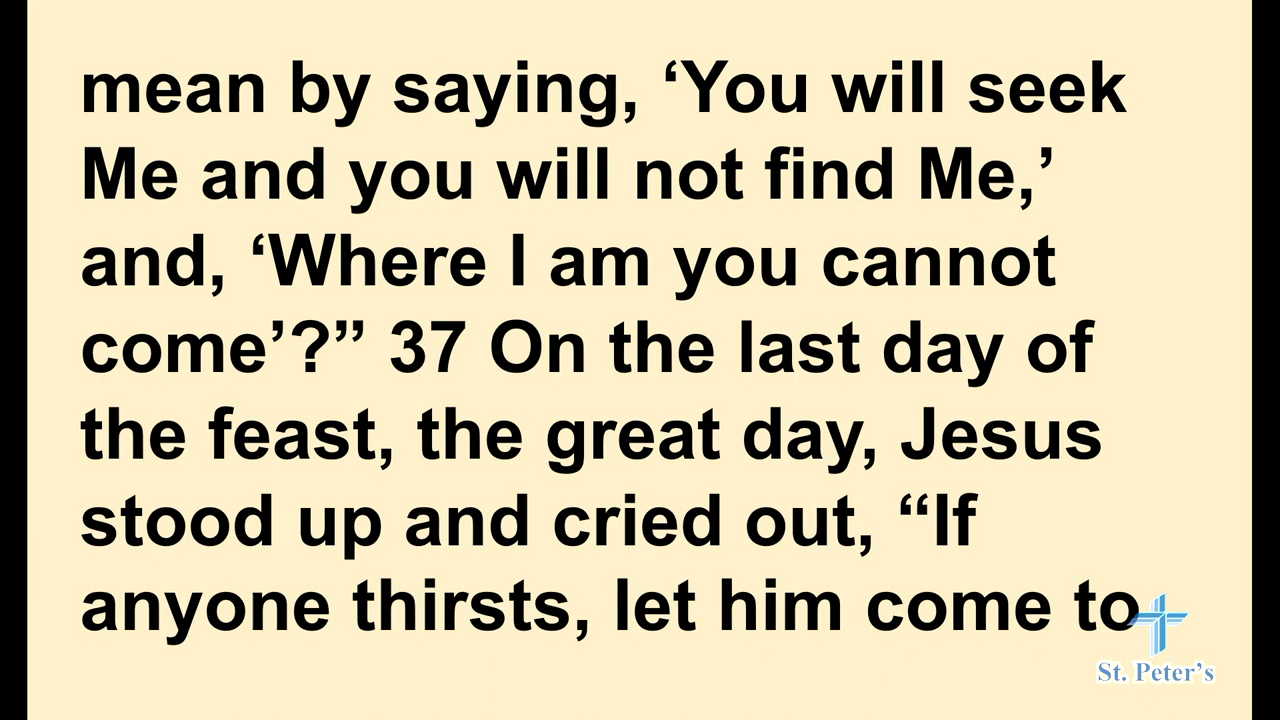 mean by saying, ‘You will seek
Me and you will not find Me,’
and, ‘Where I am you cannot
come’?” 37 On the last day of
the feast, the great day, Jesus
stood up and cried out, “If
anyone thirsts, let him come to
St. Peter’s